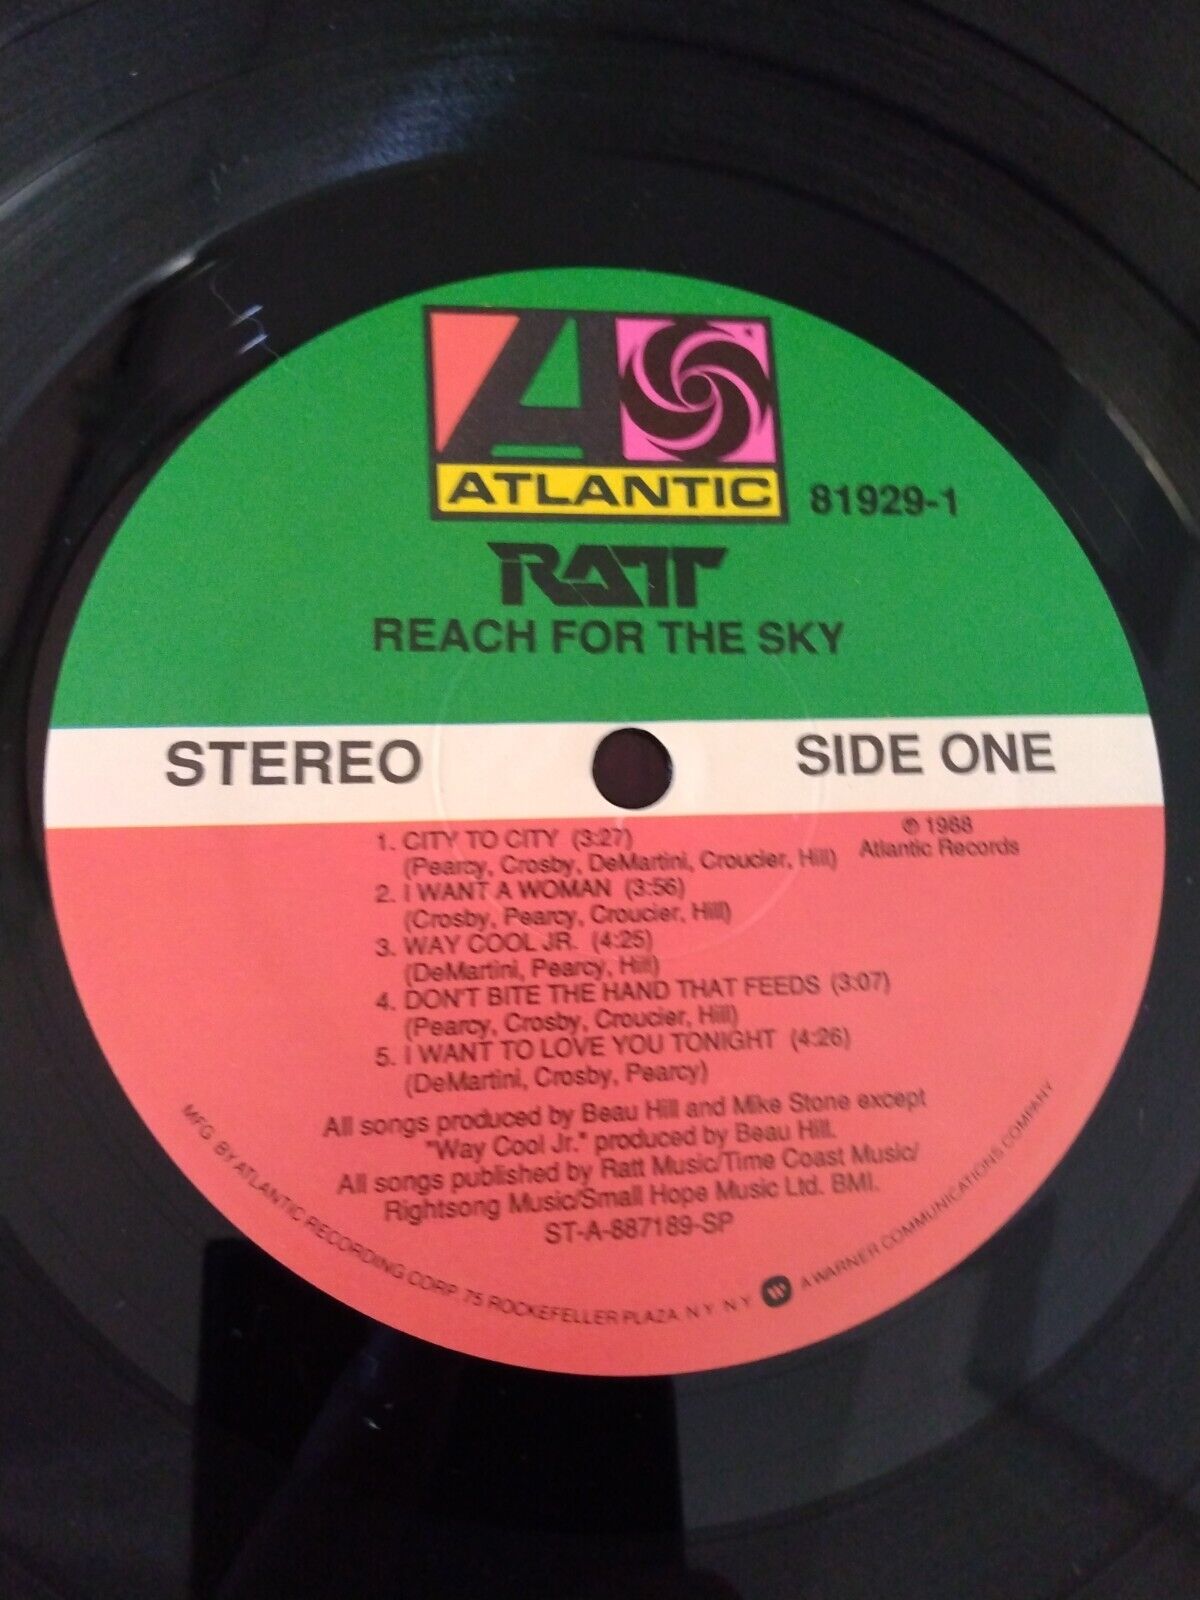 ATLANTIC
81929-1
RATT
REACH FOR THE SKY
STEREO
SIDE ONE
℗ 1988
Atlantic Records
1. CITY TO CITY (3:27)
(Pearcy, Crosby, DeMartini, Croucier, Hill)
2. I WANT A WOMAN (3:56)
(Crosby, Pearcy, Croucier, Hill)
3. WAY COOL JR. (4:25)
(DeMartini, Pearcy, Hill)
4. DON'T BITE THE HAND THAT FEEDS (3:07)
(Pearcy, Crosby, Croucier, Hill)
5. I WANT TO LOVE YOU TONIGHT (4:26)
(DeMartini, Crosby, Pearcy)
All songs produced by Beau Hill and Mike Stone except
"Way Cool Jr." produced by Beau Hill.
All songs published by Ratt Music/Time Coast Music/
Rightsong Music/Small Hope Music Ltd. BMI.
ST-A-887189-SP
MFG. BY ATLANTIC RECORDING CORP. 75 ROCKEFELLER PLAZA, N.Y. N.Y. A WARNER COMMUNICATIONS COMPANY